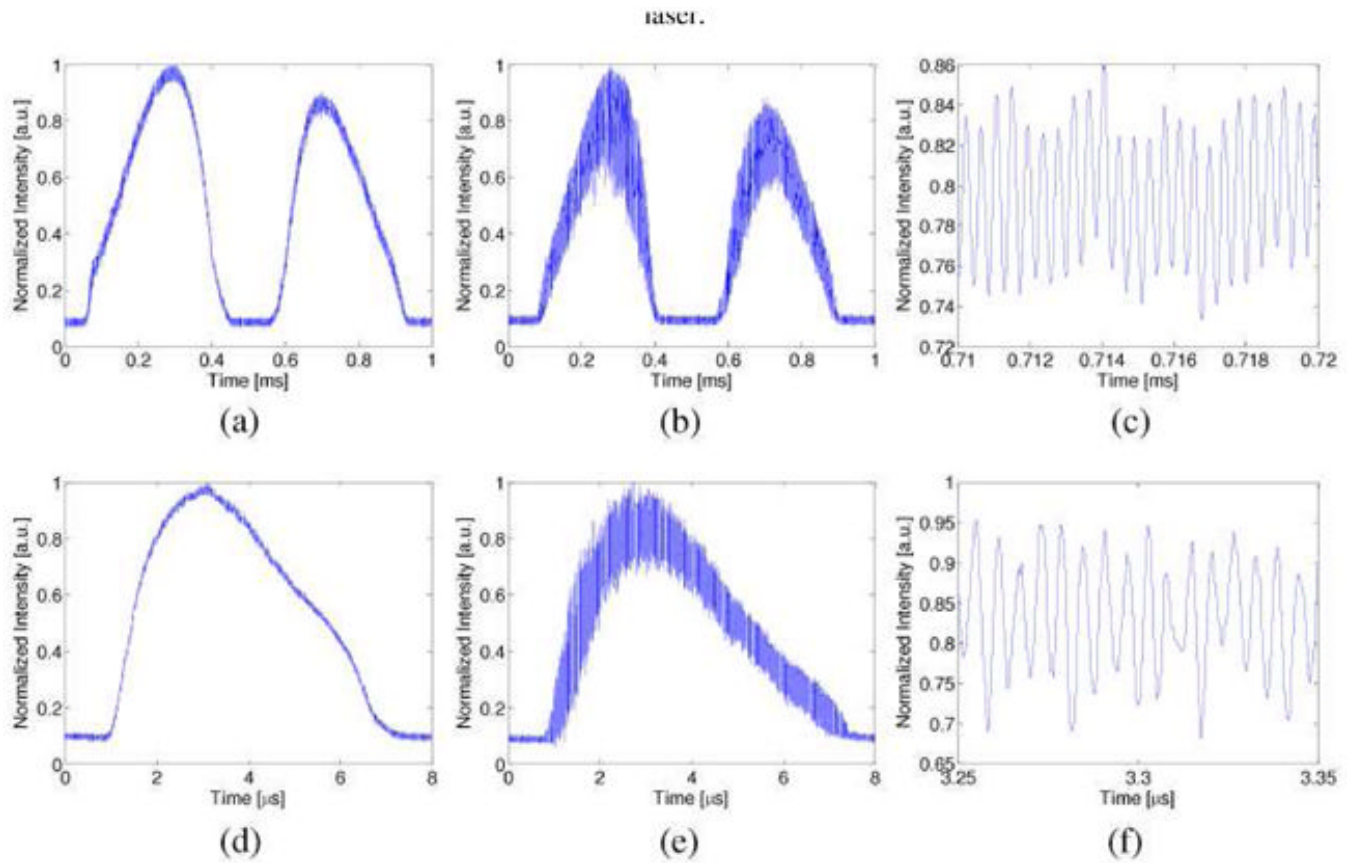 laser.
1
0.8
0.6
0.4
0.2
0
0 0.2 0.4 0.6 0.8 1
Normalized Intensity [a.u.]
Time [ms]
(a)
1
0.8
0.6
0.4
0.2
0
0 0.2 0.4 0.6 0.8 1
Normalized Intensity [a.u.]
Time [ms]
(b)
0.86
0.84
0.82
0.8
0.78
0.76
0.74
0.72
0.71 0.712 0.714 0.716 0.718 0.72
Normalized Intensity [a.u.]
Time [ms]
(c)
1
0.8
0.6
0.4
0.2
0
0 2 4 6 8
Normalized Intensity [a.u.]
Time [μs]
(d)
1
0.8
0.6
0.4
0.2
0
0 2 4 6 8
Normalized Intensity [a.u.]
Time [μs]
(e)
1
0.95
0.9
0.85
0.8
0.75
0.7
0.65
3.25 3.3 3.35
Normalized Intensity [a.u.]
Time [μs]
(f)